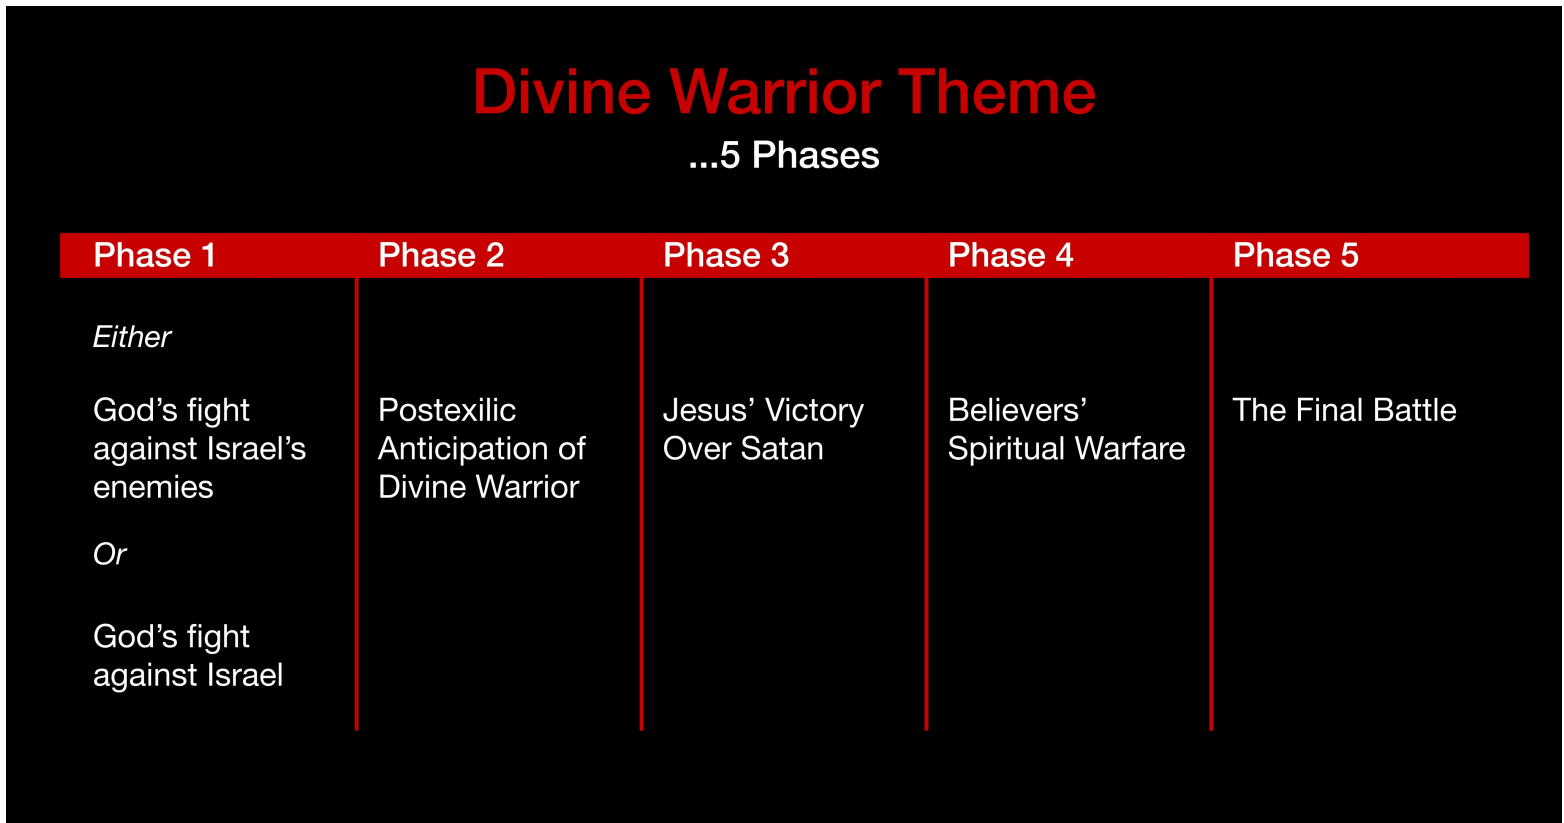 Divine Warrior Theme
...5 Phases
Phase 1
Phase 2
Phase 3
Phase 4
Phase 5
Either
God’s fight
against Israel’s
enemies
Or
God’s fight
against Israel
Postexilic
Anticipation of
Divine Warrior
Jesus’ Victory
Over Satan
Believers’
Spiritual Warfare
The Final Battle